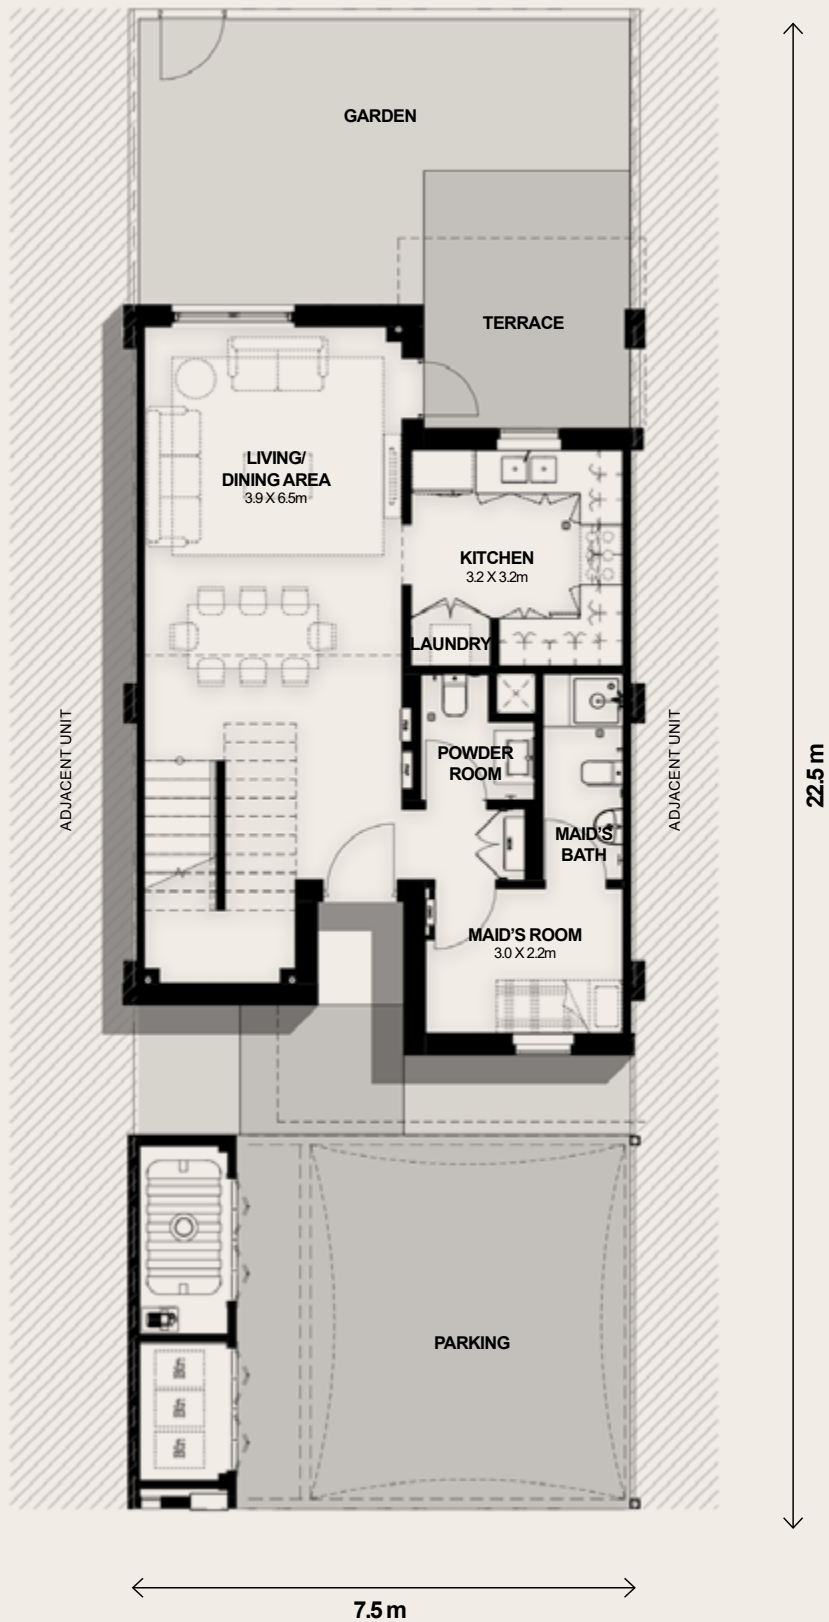 GARDEN
TERRACE
LIVING/
DINING AREA
3.9 X 6.5m
KITCHEN
3.2 X 3.2m
LAUNDRY
ADJACENT UNIT
ADJACENT UNIT
POWDER
ROOM
22.5 m
MAID'S
BATH
MAID'S ROOM
3.0 X 2.2m
PARKING
7.5 m